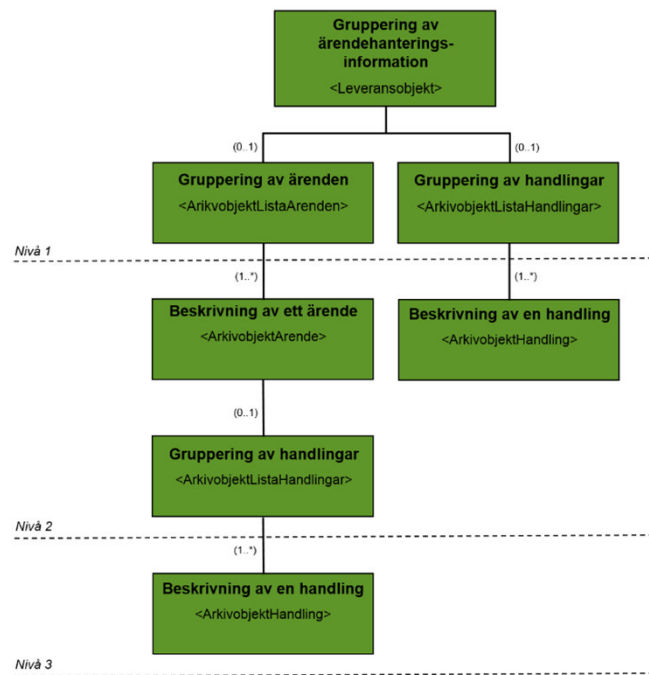 Gruppering av
ärendehanterings-
information
<Leveransobjekt>
(0..1)
(0..1)
Gruppering av ärenden
<ArikvobjektListaArenden>
Gruppering av handlingar
<ArkivobjektListaHandlingar>
Nivå 1
(1..*)
(1..*)
Beskrivning av ett ärende
<ArkivobjektArende>
Beskrivning av en handling
<ArkivobjektHandling>
(0..1)
Gruppering av handlingar
<ArkivobjektListaHandlingar>
Nivå 2
(1..*)
Beskrivning av en handling
<ArkivobjektHandling>
Nivå 3